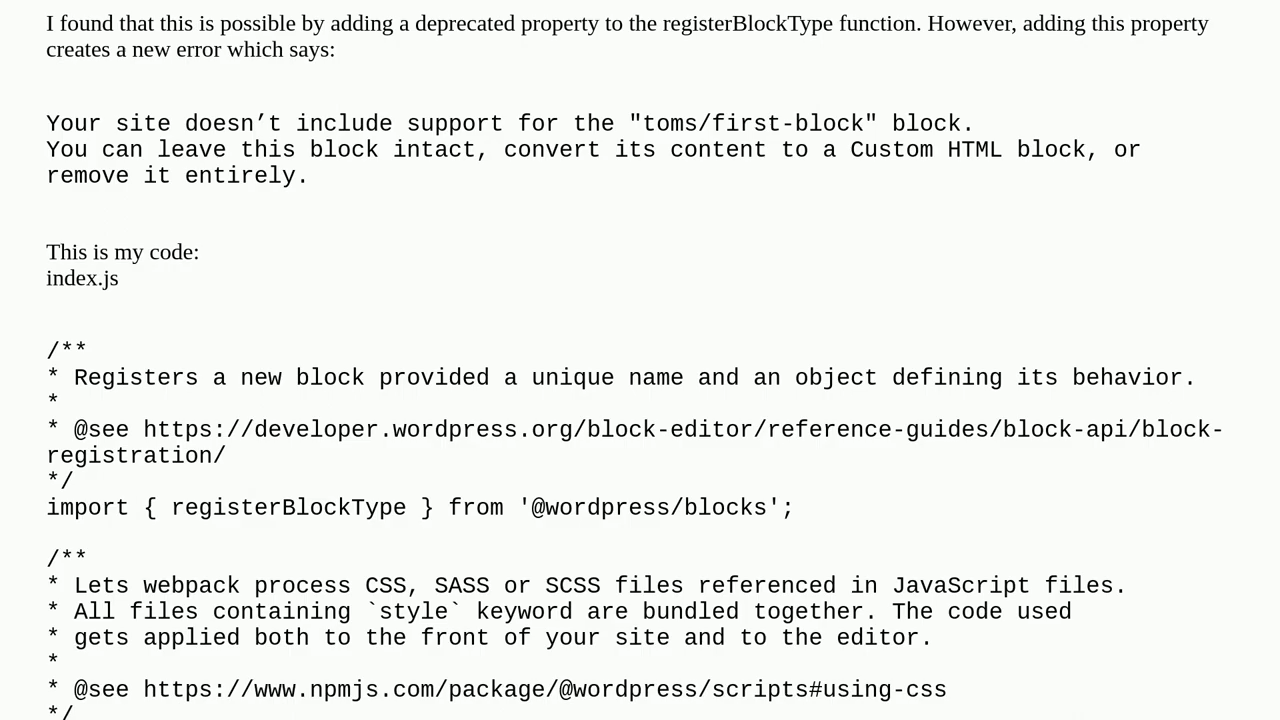 I found that this is possible by adding a deprecated property to the registerBlockType function. However, adding this property
creates a new error which says:
Your site doesn’t include support for the "toms/first-block" block.
You can leave this block intact, convert its content to a Custom HTML block, or
remove it entirely.
This is my code:
index.js
/**
* Registers a new block provided a unique name and an object defining its behavior.
*
* @see https://developer.wordpress.org/block-editor/reference-guides/block-api/block-
registration/
*/
import { registerBlockType } from '@wordpress/blocks';
/**
* Lets webpack process CSS, SASS or SCSS files referenced in JavaScript files.
* All files containing `style` keyword are bundled together. The code used
* gets applied both to the front of your site and to the editor.
*
* @see https://www.npmjs.com/package/@wordpress/scripts#using-css
*/